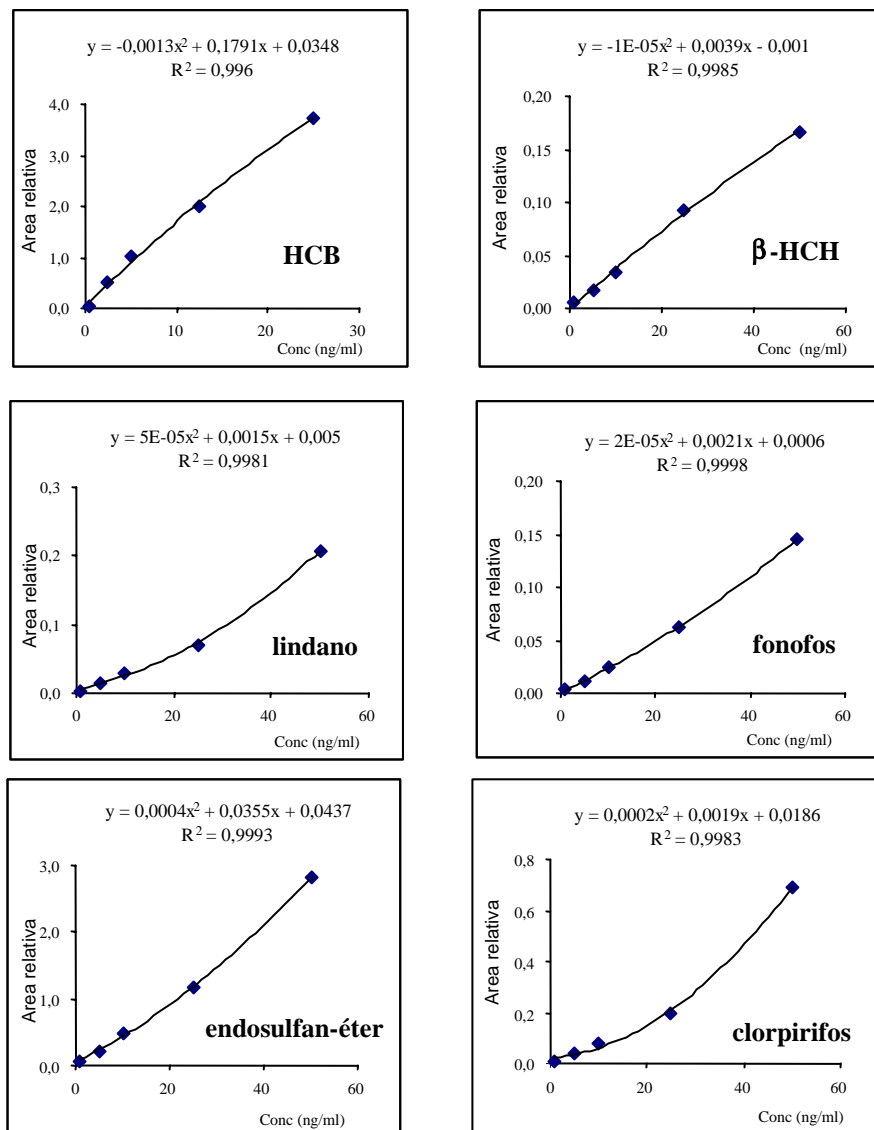 y = -0,0013x² + 0,1791x + 0,0348
R² = 0,996
4,0
3,0
2,0
1,0
0,0
Area relativa
HCB
0 10 20 30
Conc (ng/ml)
y = -1E-05x² + 0,0039x - 0,001
R² = 0,9985
0,20
0,15
0,10
0,05
0,00
Area relativa
β-HCH
0 20 40 60
Conc (ng/ml)
y = 5E-05x² + 0,0015x + 0,005
R² = 0,9981
0,3
0,2
0,1
0,0
Area relativa
lindano
0 20 40 60
Conc (ng/ml)
y = 2E-05x² + 0,0021x + 0,0006
R² = 0,9998
0,20
0,15
0,10
0,05
0,00
Area relativa
fonofos
0 20 40 60
Conc (ng/ml)
y = 0,0004x² + 0,0355x + 0,0437
R² = 0,9993
3,0
2,0
1,0
0,0
Area relativa
endosulfan-éter
0 20 40 60
Conc (ng/ml)
y = 0,0002x² + 0,0019x + 0,0186
R² = 0,9983
0,8
0,6
0,4
0,2
0,0
Area relativa
clorpirifos
0 20 40 60
Conc (ng/ml)